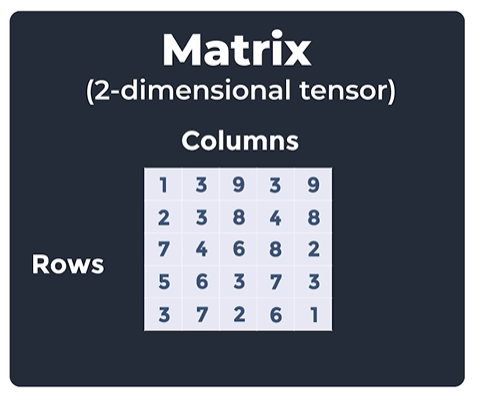 Matrix
(2-dimensional tensor)
Columns
1 3 9 3 9
2 3 8 4 8
7 4 6 8 2
Rows
5 6 3 7 3
3 7 2 6 1